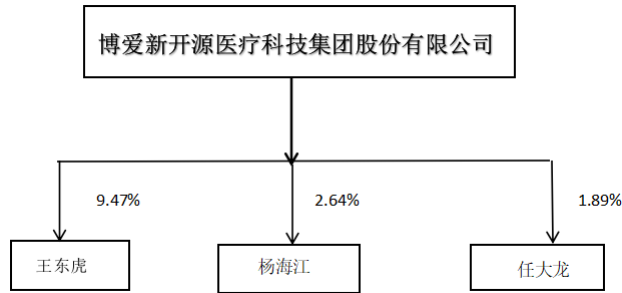 博爱新开源医疗科技集团股份有限公司
9.47%
2.64%
1.89%
王东虎
杨海江
任大龙